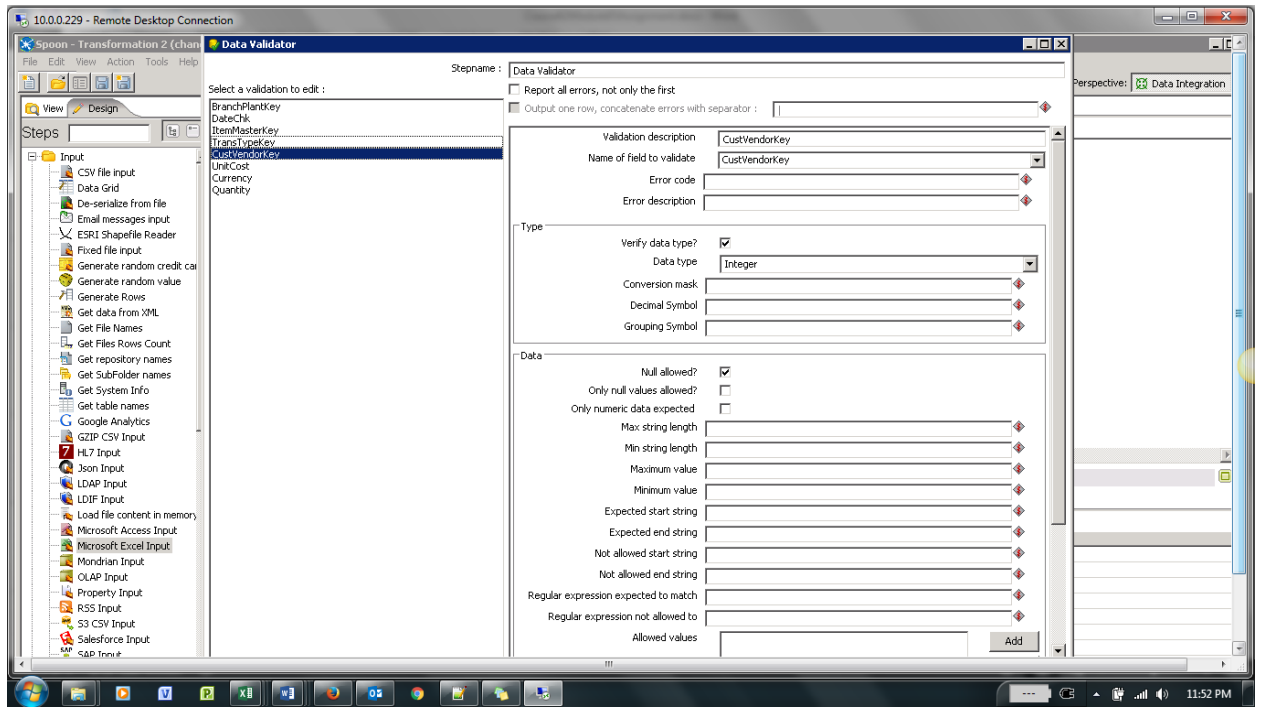 10.0.0.229 - Remote Desktop Connection
Spoon - Transformation 2 (chan
File Edit View Action Tools Help
View
Design
Steps
Input
CSV file input
Data Grid
De-serialize from file
Email messages input
ESRI Shapefile Reader
Fixed file input
Generate random credit car
Generate random value
Generate Rows
Get data from XML
Get File Names
Get Files Rows Count
Get repository names
Get SubFolder names
Get System Info
Get table names
Google Analytics
GZIP CSV Input
HL7 Input
Json Input
LDAP Input
LDIF Input
Load file content in memory
Microsoft Access Input
Microsoft Excel Input
Mondrian Input
OLAP Input
Property Input
RSS Input
S3 CSV Input
Salesforce Input
SAP Input
Data Validator
Stepname : Data Validator
Select a validation to edit :
BranchPlantKey
DateChk
ItemMasterKey
TransTypeKey
CustVendorKey
UnitCost
Currency
Quantity
Report all errors, not only the first
Output one row, concatenate errors with separator :
Validation description CustVendorKey
Name of field to validate CustVendorKey
Error code
Error description
Type
Verify data type?
Data type Integer
Conversion mask
Decimal Symbol
Grouping Symbol
Data
Null allowed?
Only null values allowed?
Only numeric data expected
Max string length
Min string length
Maximum value
Minimum value
Expected start string
Expected end string
Not allowed start string
Not allowed end string
Regular expression expected to match
Regular expression not allowed to
Allowed values
Add
Perspective: Data Integration
11:52 PM